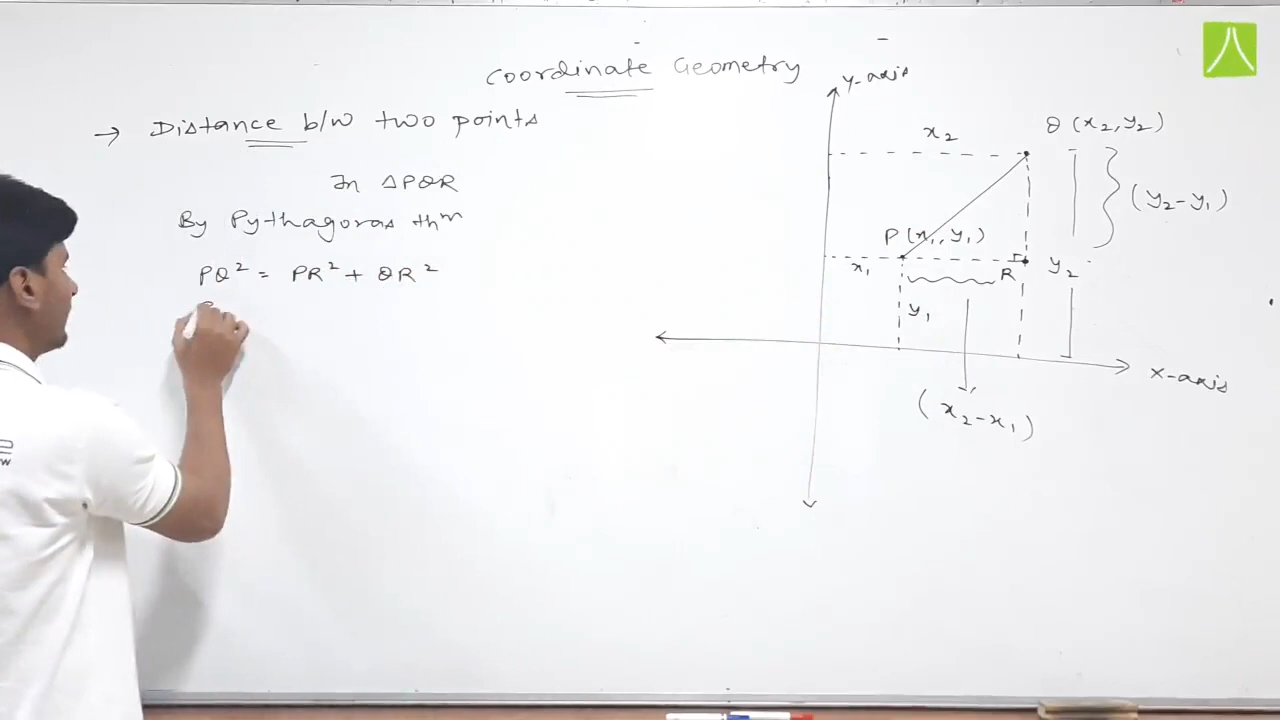 Coordinate Geometry
→ Distance b/w two points
In ΔPQR
By Pythagoras thm
PQ² = PR² + QR²
y-axis
x₂
Q (x₂, y₂)
(y₂-y₁)
P (x₁, y₁)
x₁
R
y₂
y₁
x-axis
(x₂-x₁)